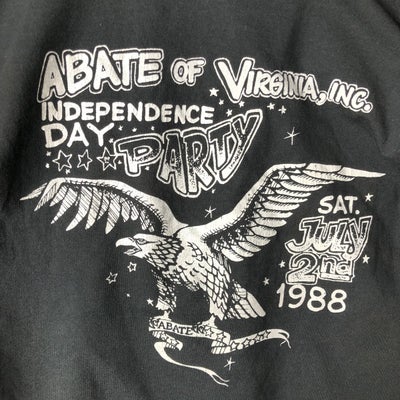 ABATE OF VIRGINIA, INC.
INDEPENDENCE
DAY
PARTY
SAT.
JULY
2nd
1988
ABATE